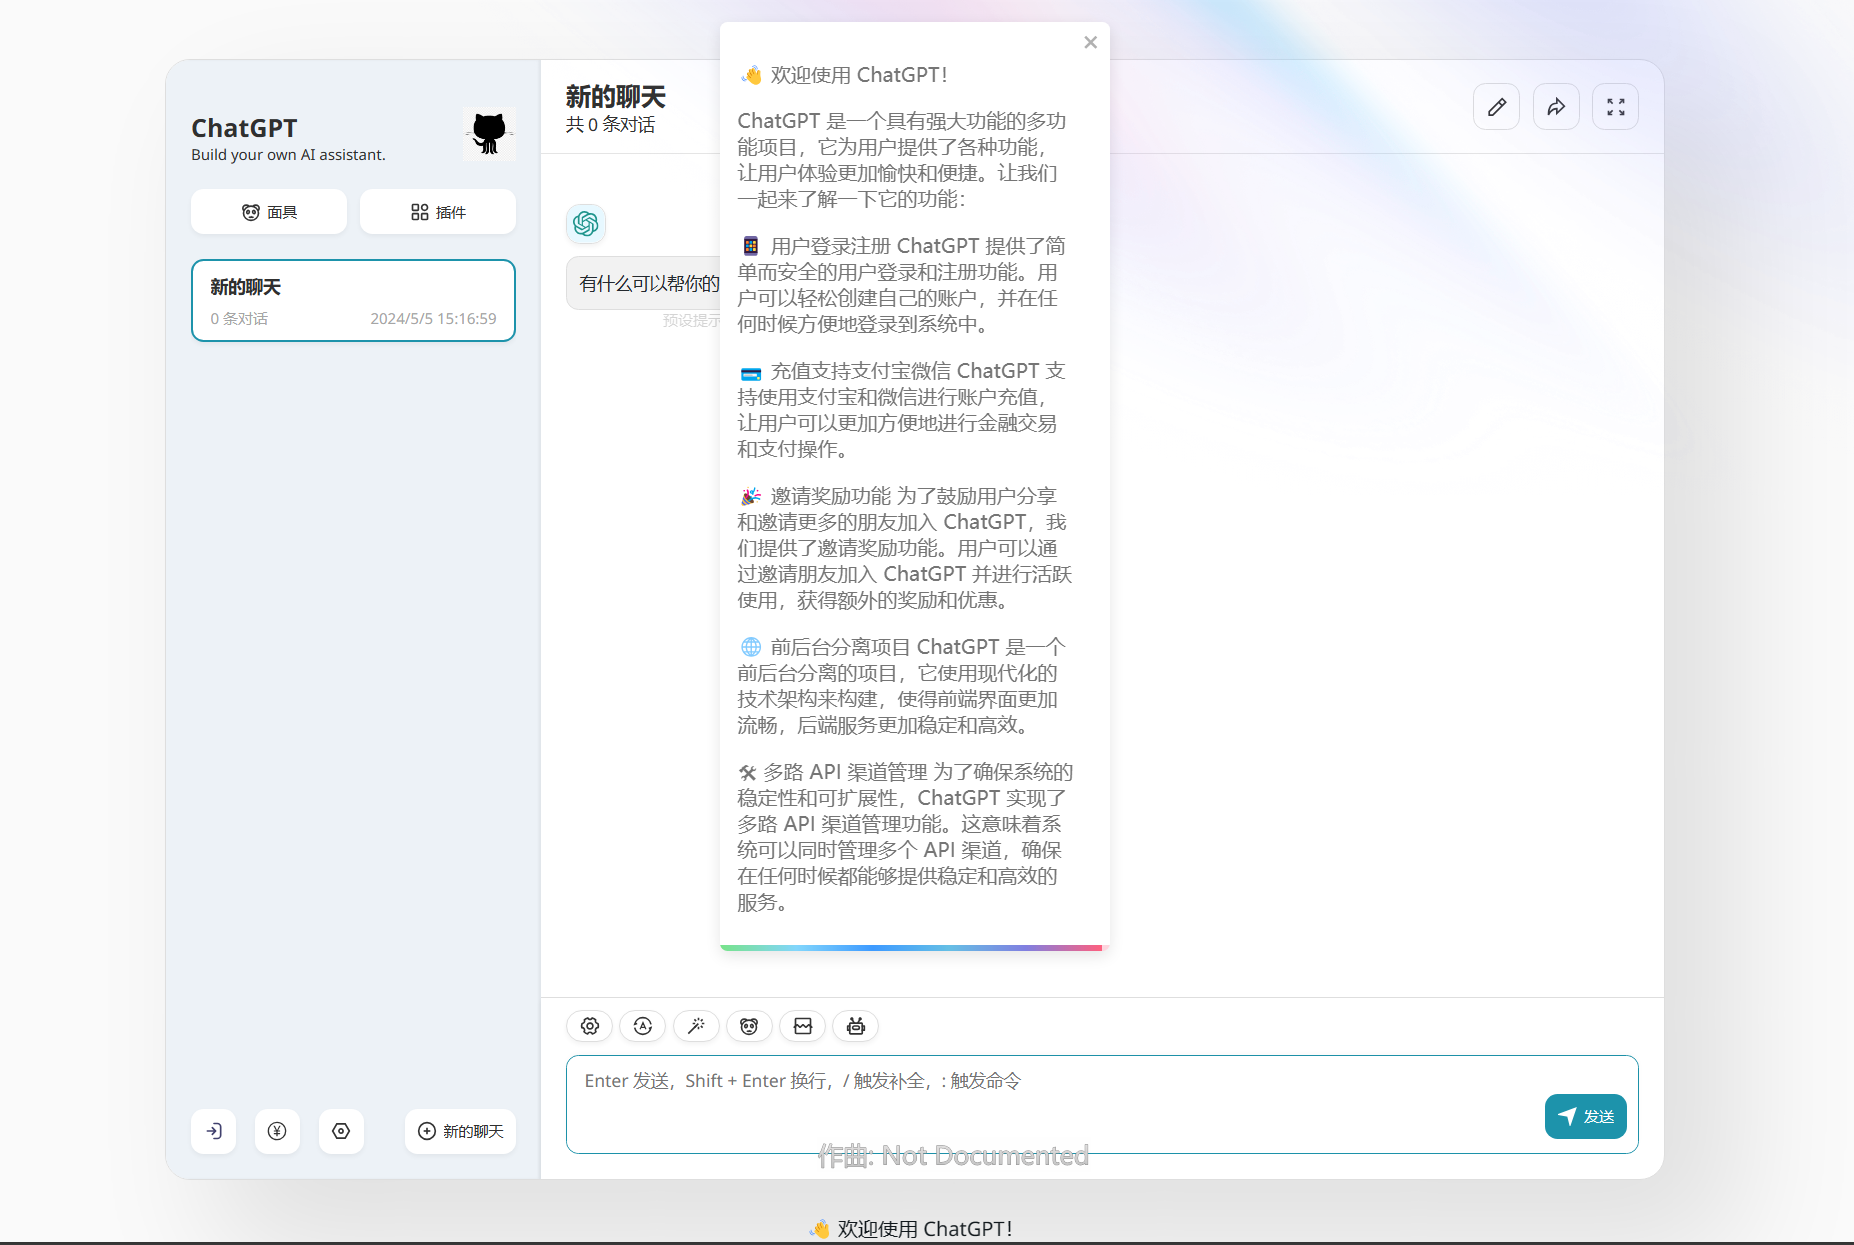 ChatGPT
Build your own AI assistant.
面具
插件
新的聊天
0 条对话
2024/5/5 15:16:59
新的聊天
新的聊天
共 0 条对话
有什么可以帮你的
预设提示
👋 欢迎使用 ChatGPT！
ChatGPT 是一个具有强大功能的多功
能项目，它为用户提供了各种功能，
让用户体验更加愉快和便捷。让我们
一起来了解一下它的功能：
📱 用户登录注册 ChatGPT 提供了简
单而安全的用户登录和注册功能。用
户可以轻松创建自己的账户，并在任
何时候方便地登录到系统中。
💳 充值支持支付宝微信 ChatGPT 支
持使用支付宝和微信进行账户充值，
让用户可以更加方便地进行金融交易
和支付操作。
🎉 邀请奖励功能 为了鼓励用户分享
和邀请更多的朋友加入 ChatGPT，我
们提供了邀请奖励功能。用户可以通
过邀请朋友加入 ChatGPT 并进行活跃
使用，获得额外的奖励和优惠。
🌐 前后台分离项目 ChatGPT 是一个
前后台分离的项目，它使用现代化的
技术架构来构建，使得前端界面更加
流畅，后端服务更加稳定和高效。
🛠 多路 API 渠道管理 为了确保系统的
稳定性和可扩展性，ChatGPT 实现了
多路 API 渠道管理功能。这意味着系
统可以同时管理多个 API 渠道，确保
在任何时候都能够提供稳定和高效的
服务。
Enter 发送，Shift + Enter 换行，/ 触发补全，: 触发命令
发送
作曲: Not Documented
👋 欢迎使用 ChatGPT！